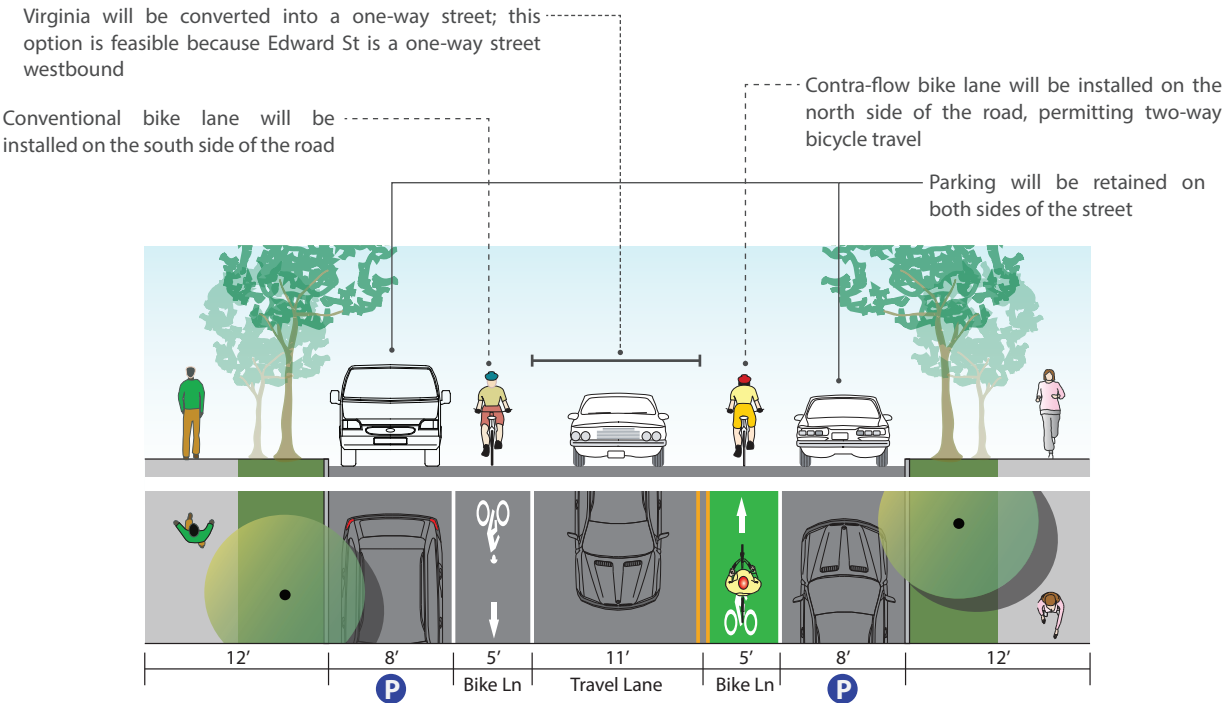 Virginia will be converted into a one-way street; this
option is feasible because Edward St is a one-way street
westbound
Conventional bike lane will be
installed on the south side of the road
Contra-flow bike lane will be installed on the
north side of the road, permitting two-way
bicycle travel
Parking will be retained on
both sides of the street
12’ 8’ 5’ 11’ 5’ 8’ 12’
P Bike Ln Travel Lane Bike Ln P